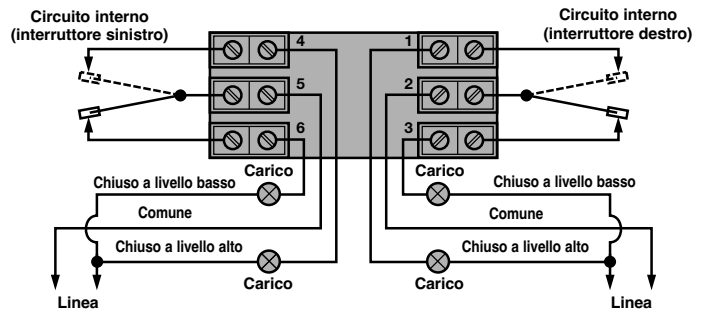 Circuito interno
(interruttore sinistro)
Circuito interno
(interruttore destro)
4
1
5
2
6
3
Carico
Carico
Chiuso a livello basso
Chiuso a livello basso
Comune
Comune
Chiuso a livello alto
Chiuso a livello alto
Carico
Carico
Linea
Linea